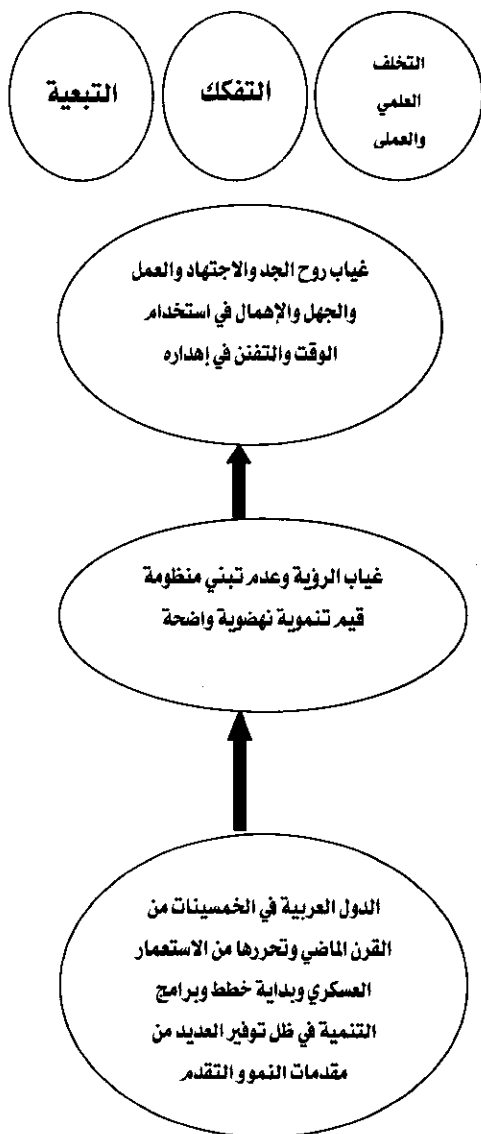 التخلف
العلمي
والعملى
التفكك
التبعية
غياب روح الجد والاجتهاد والعمل
والجهل والإهمال في استخدام
الوقت والتفنن في إهداره
غياب الرؤية وعدم تبني منظومة
قيم تنموية نهضوية واضحة
الدول العربية في الخمسينات من
القرن الماضي وتحررها من الاستعمار
العسكري وبداية خطط وبرامج
التنمية في ظل توفير العديد من
مقدمات النمو و التقدم